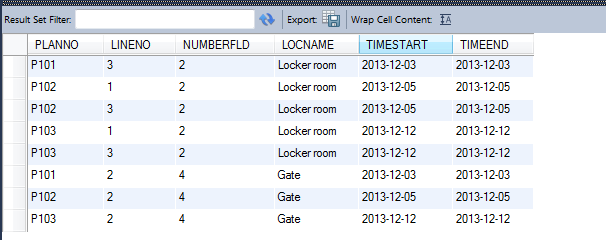 Result Set Filter: Export: Wrap Cell Content:
PLANNO LINENO NUMBERFLD LOCNAME TIMESTART TIMEEND
P101 3 2 Locker room 2013-12-03 2013-12-03
P102 1 2 Locker room 2013-12-05 2013-12-05
P102 3 2 Locker room 2013-12-05 2013-12-05
P103 1 2 Locker room 2013-12-12 2013-12-12
P103 3 2 Locker room 2013-12-12 2013-12-12
P101 2 4 Gate 2013-12-03 2013-12-03
P102 2 4 Gate 2013-12-05 2013-12-05
P103 2 4 Gate 2013-12-12 2013-12-12